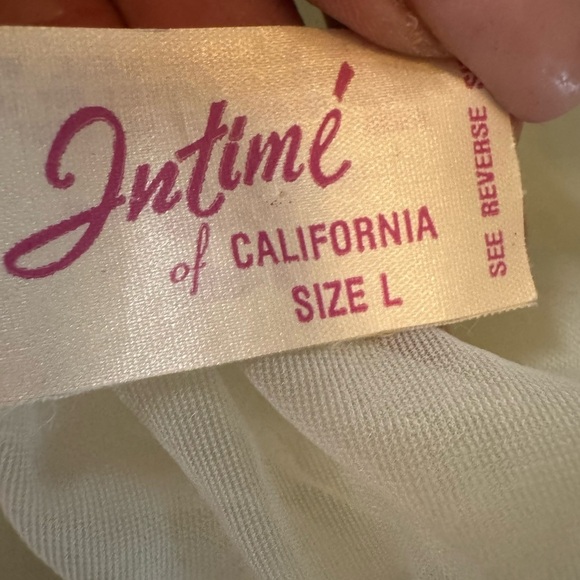 Intimé
of CALIFORNIA
SIZE L
SEE REVERSE